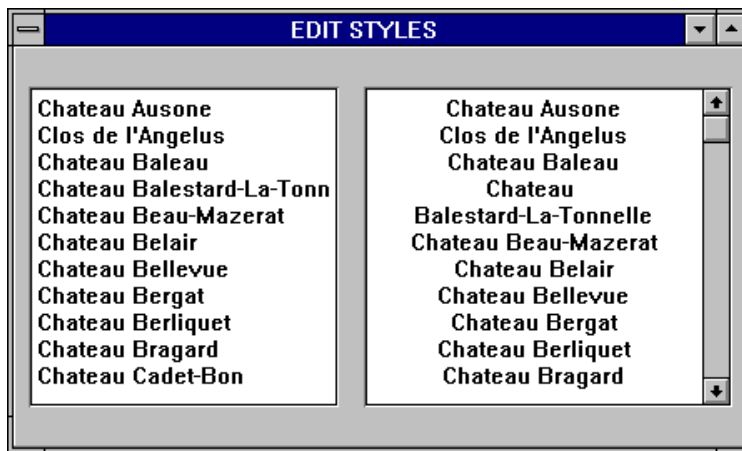 EDIT STYLES
Chateau Ausone
Clos de l'Angelus
Chateau Baleau
Chateau Balestard-La-Tonn
Chateau Beau-Mazerat
Chateau Belair
Chateau Bellevue
Chateau Bergat
Chateau Berliquet
Chateau Bragard
Chateau Cadet-Bon
Chateau Ausone
Clos de l'Angelus
Chateau Baleau
Chateau
Balestard-La-Tonnelle
Chateau Beau-Mazerat
Chateau Belair
Chateau Bellevue
Chateau Bergat
Chateau Berliquet
Chateau Bragard